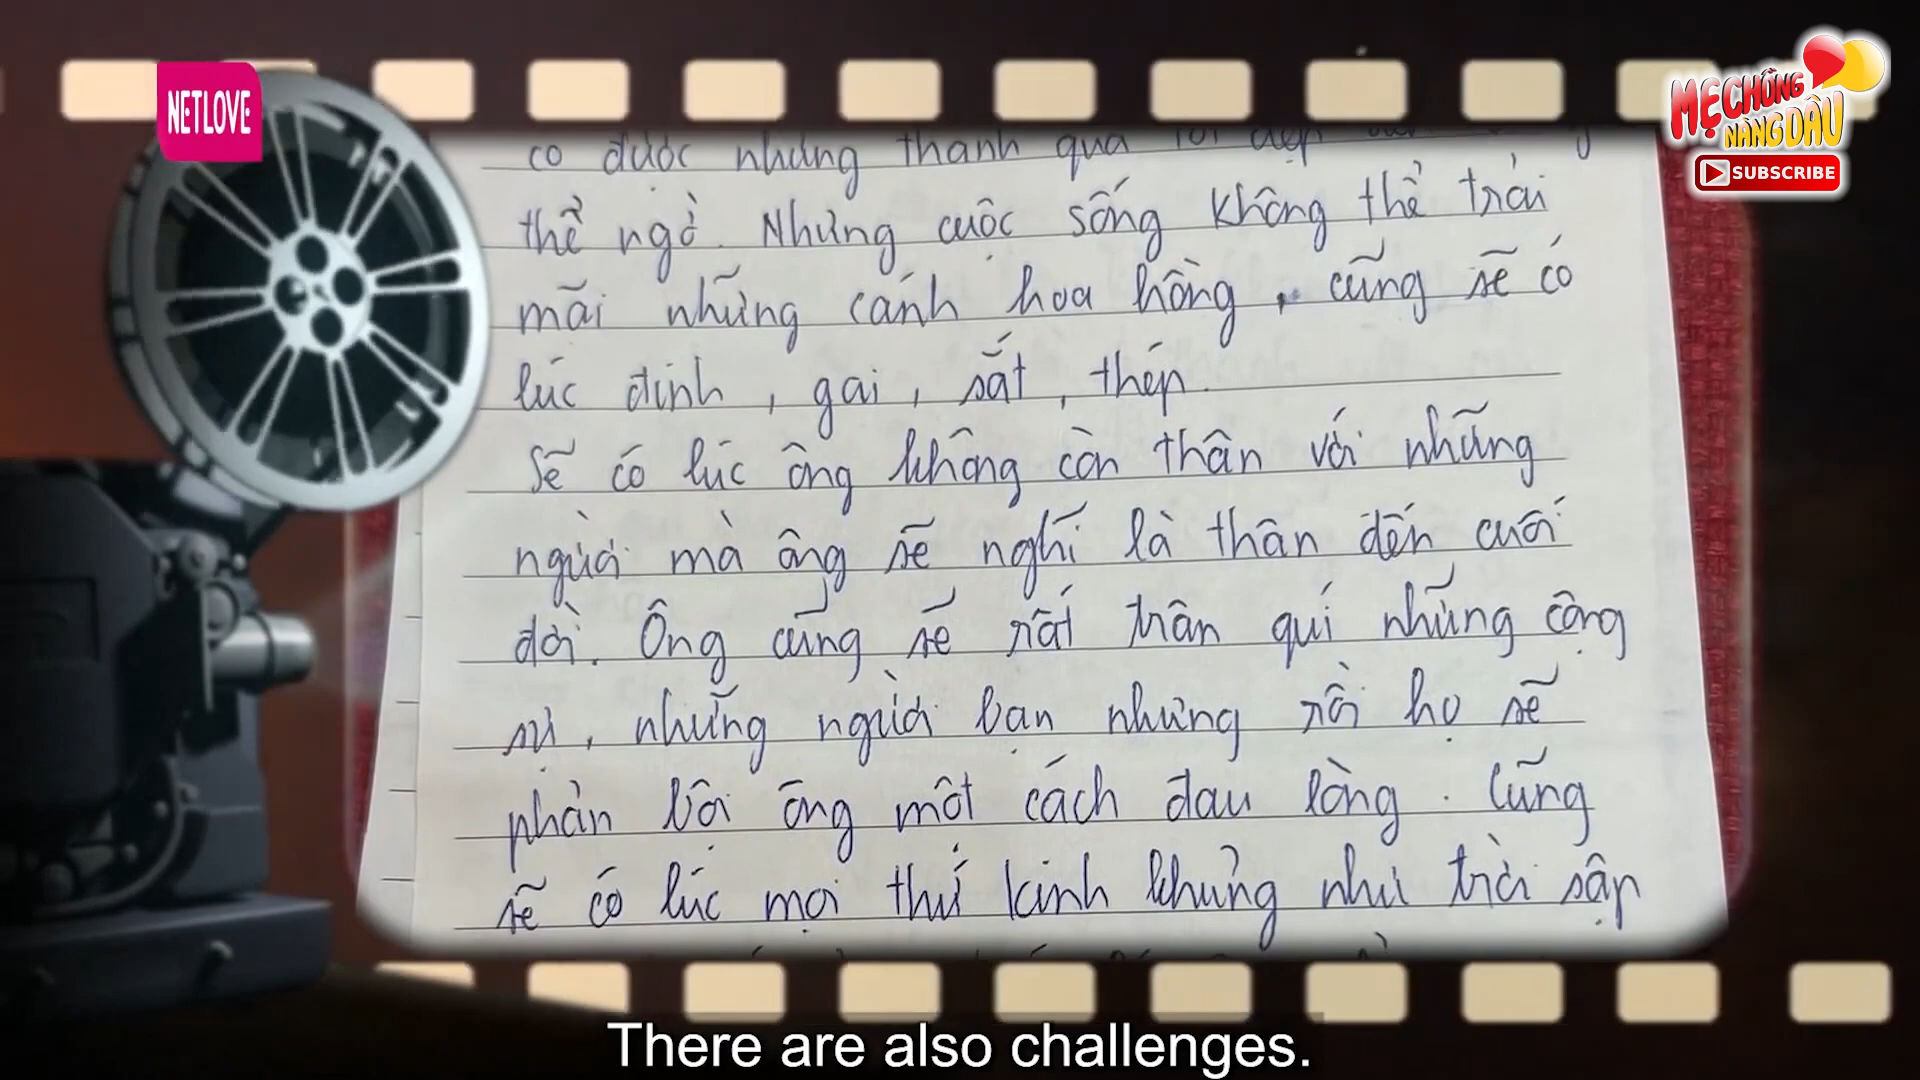 NETLOVE
MẸ CHỒNG
NÀNG DÂU
SUBSCRIBE
co được những thanh quả
thể ngờ. Nhưng cuộc sống không thể trải
mãi những cánh hoa hồng, cũng sẽ có
lúc đinh, gai, sắt, thép.
Sẽ có lúc ông không còn thân với những
người mà ông sẽ nghĩ là thân đến cuối
đời. Ông cũng sẽ rất trân quí những cộng
sự, những người bạn nhưng rồi họ sẽ
phản bội ông một cách đau lòng. Cũng
sẽ có lúc mọi thứ kinh khủng như trời sập
There are also challenges.